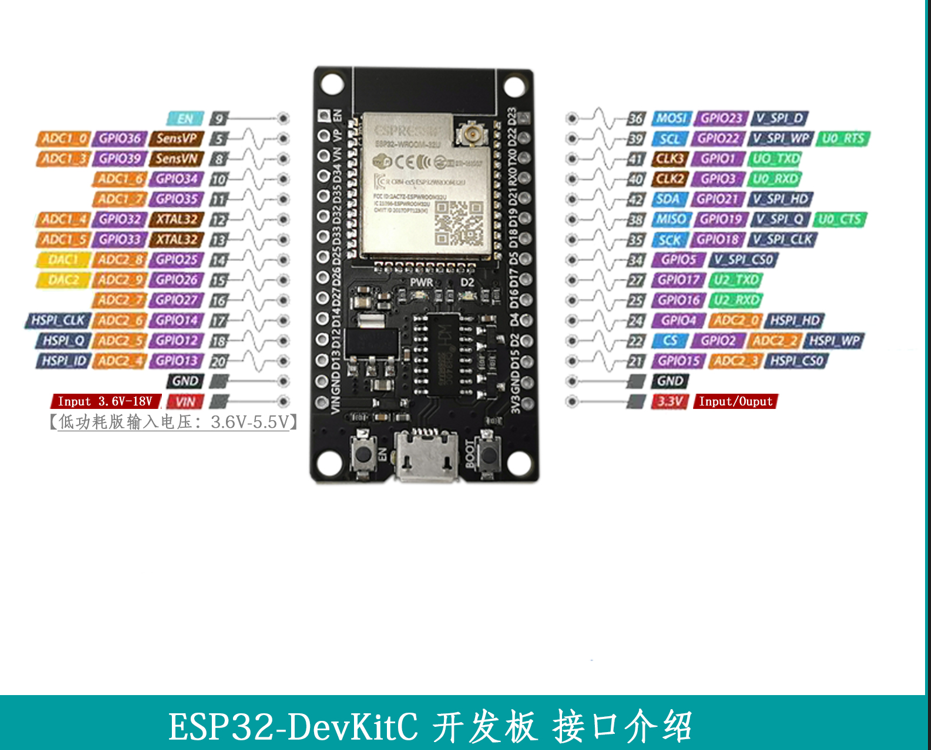 EN 9
ADC1_0 GPIO36 SensVP 5
ADC1_3 GPIO39 SensVN 8
ADC1_6 GPIO34 10
ADC1_7 GPIO35 11
ADC1_4 GPIO32 XTAL32 12
ADC1_5 GPIO33 XTAL32 13
DAC1 ADC2_8 GPIO25 14
DAC2 ADC2_9 GPIO26 15
ADC2_7 GPIO27 16
HSPI_CLK ADC2_6 GPIO14 17
HSPI_Q ADC2_5 GPIO12 18
HSPI_ID ADC2_4 GPIO13 20
GND
Input 3.6V-18V VIN
【低功耗版输入电压：3.6V-5.5V】
EN VP VN D34 D35 D32 D33 D25 D26 D27 D14 D12 D13 GND VIN
ESPRESSIF
ESP32-WROOM-32U
PWR D2
EN
BOOT
D23 D22 TX0 RX0 D21 D19 D18 D5 D17 D16 D4 D2 D15 GND 3V3
36 MOSI GPIO23 V_SPI_D
39 SCL GPIO22 V_SPI_WP U0_RTS
41 CLK3 GPIO1 UO_TXD
40 CLK2 GPIO3 U0_RXD
42 SDA GPIO21 V_SPI_HD
38 MISO GPIO19 V_SPI_Q U0_CTS
35 SCK GPIO18 V_SPI_CLK
34 GPIO5 V_SPI_CS0
27 GPIO17 U2_TXD
25 GPIO16 U2_RXD
24 GPIO4 ADC2_0 HSPI_HD
22 CS GPIO2 ADC2_2 HSPI_WP
21 GPIO15 ADC2_3 HSPI_CS0
GND
3.3V Input/Ouput
ESP32-DevKitC 开发板 接口介绍